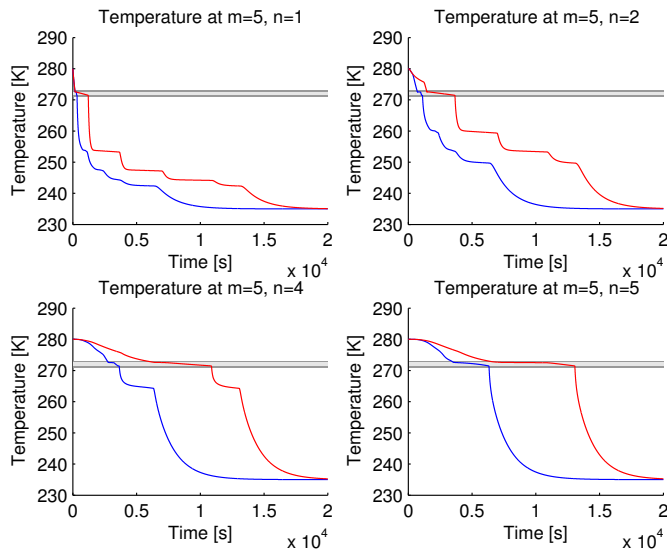 Temperature at m=5, n=1
Temperature [K]
290
280
270
260
250
240
230
0 0.5 1 1.5 2
Time [s]
x 10^4
Temperature at m=5, n=2
Temperature [K]
290
280
270
260
250
240
230
0 0.5 1 1.5 2
Time [s]
x 10^4
Temperature at m=5, n=4
Temperature [K]
290
280
270
260
250
240
230
0 0.5 1 1.5 2
Time [s]
x 10^4
Temperature at m=5, n=5
Temperature [K]
290
280
270
260
250
240
230
0 0.5 1 1.5 2
Time [s]
x 10^4